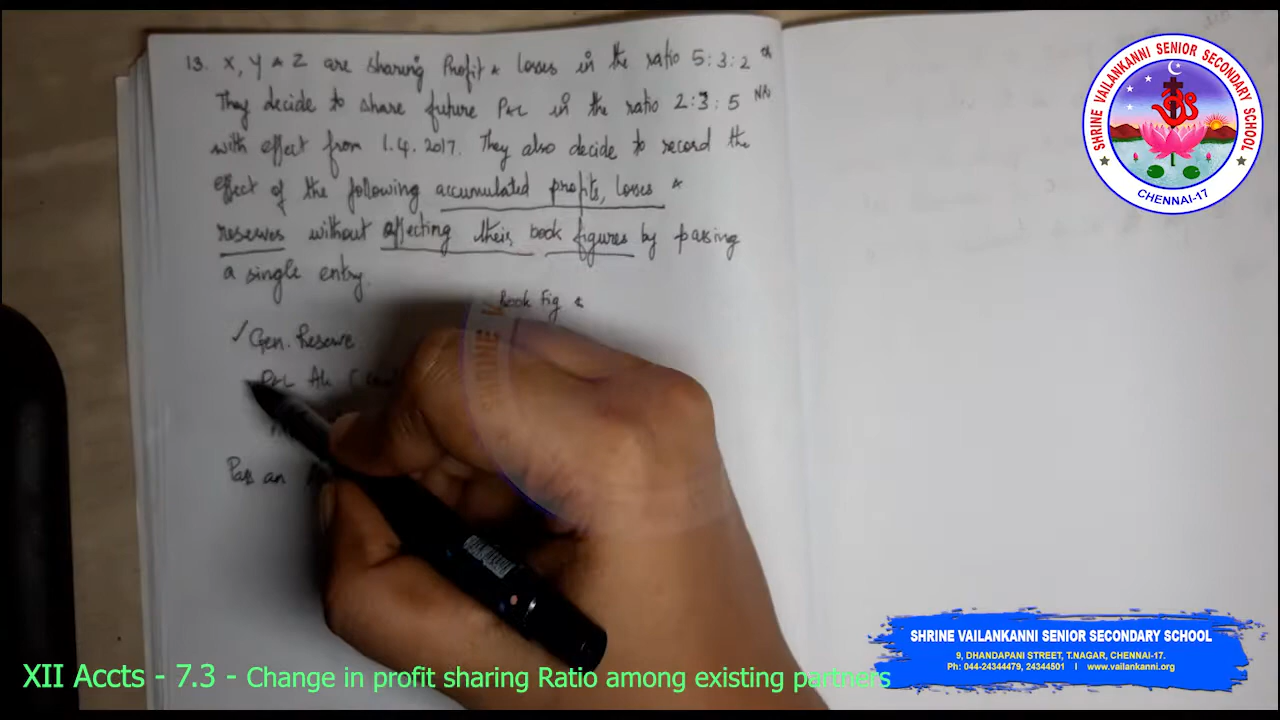 13. X, Y & Z are sharing Profit & losses in the ratio 5:3:2 OR
They decide to share future P&L in the ratio 2:3:5 NR
with effect from 1.4.2017. They also decide to record the
effect of the following accumulated profits, losses &
reserves without affecting their book figures by passing
a single entry.
Book Fig
✓ Gen. Reserve
P&L A/c
Pass an
SHRINE VAILANKANNI SENIOR SECONDARY SCHOOL
CHENNAI-17
SHRINE VAILANKANNI SENIOR SECONDARY SCHOOL
9, DHANDAPANI STREET, T.NAGAR, CHENNAI-17.
Ph: 044-24344479, 24344501 I www.vailankanni.org
XII Accts - 7.3 - Change in profit sharing Ratio among existing partners